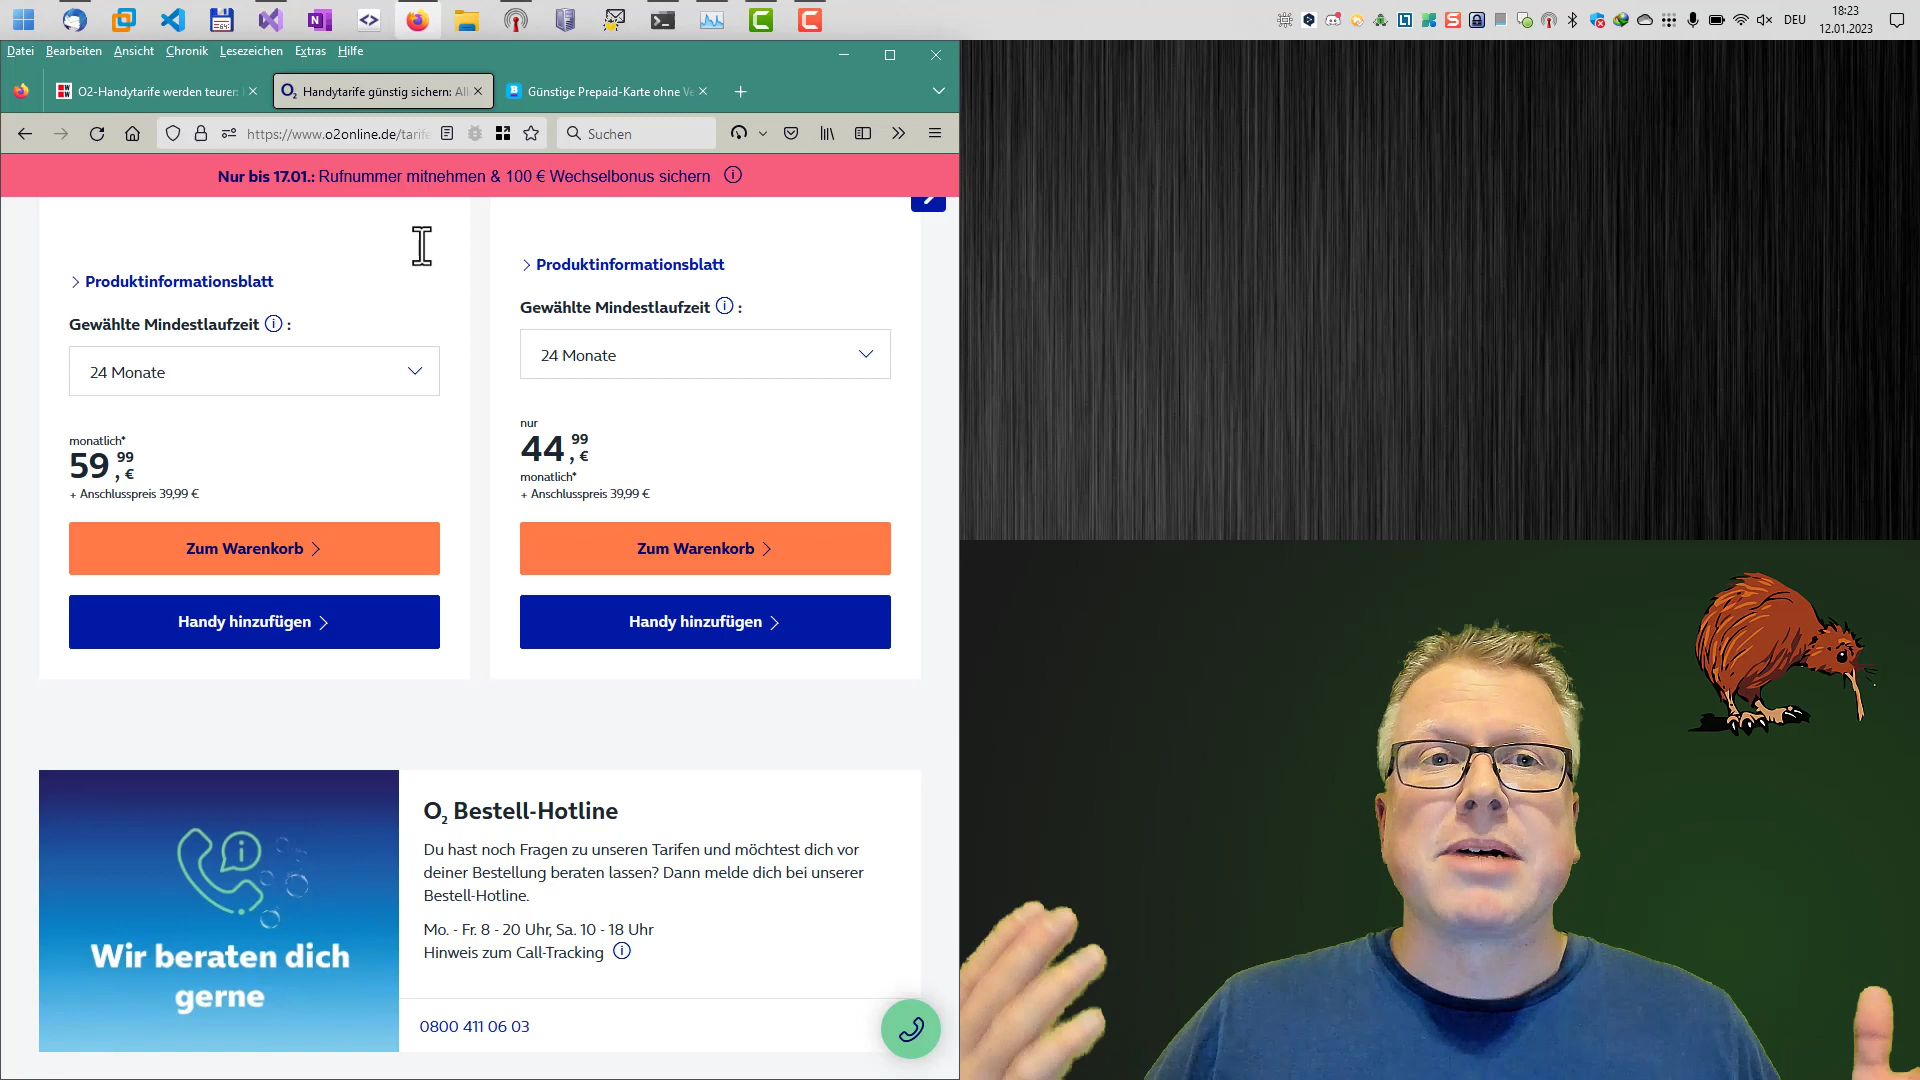 DEU
18:23
12.01.2023
Datei Bearbeiten Ansicht Chronik Lesezeichen Extras Hilfe
O2-Handytarife werden teurer:
O2 Handytarife günstig sichern: All
Günstige Prepaid-Karte ohne Ve
https://www.o2online.de/tarife
Suchen
Nur bis 17.01.: Rufnummer mitnehmen & 100 € Wechselbonus sichern
Produktinformationsblatt
Gewählte Mindestlaufzeit :
24 Monate
monatlich*
59,99 €
+ Anschlusspreis 39,99 €
Zum Warenkorb
Handy hinzufügen
Produktinformationsblatt
Gewählte Mindestlaufzeit :
24 Monate
nur
44,99 €
monatlich*
+ Anschlusspreis 39,99 €
Zum Warenkorb
Handy hinzufügen
Wir beraten dich
gerne
O2 Bestell-Hotline
Du hast noch Fragen zu unseren Tarifen und möchtest dich vor
deiner Bestellung beraten lassen? Dann melde dich bei unserer
Bestell-Hotline.
Mo. - Fr. 8 - 20 Uhr, Sa. 10 - 18 Uhr
Hinweis zum Call-Tracking
0800 411 06 03